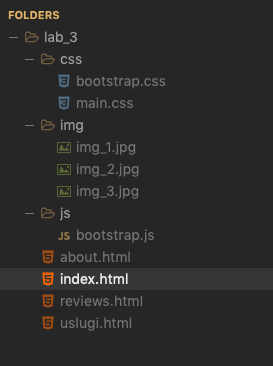 FOLDERS
lab_3
css
bootstrap.css
main.css
img
img_1.jpg
img_2.jpg
img_3.jpg
js
JS bootstrap.js
about.html
index.html
reviews.html
uslugi.html